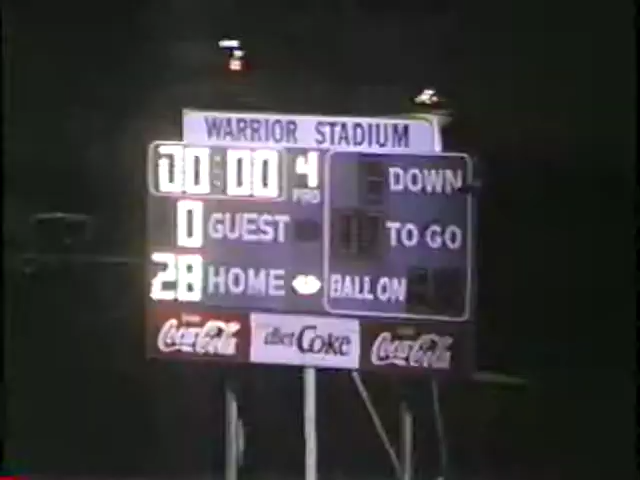 WARRIOR STADIUM
00:00 4 DOWN
PRD
0 GUEST TO GO
28 HOME BALL ON
Coca-Cola diet Coke Coca-Cola